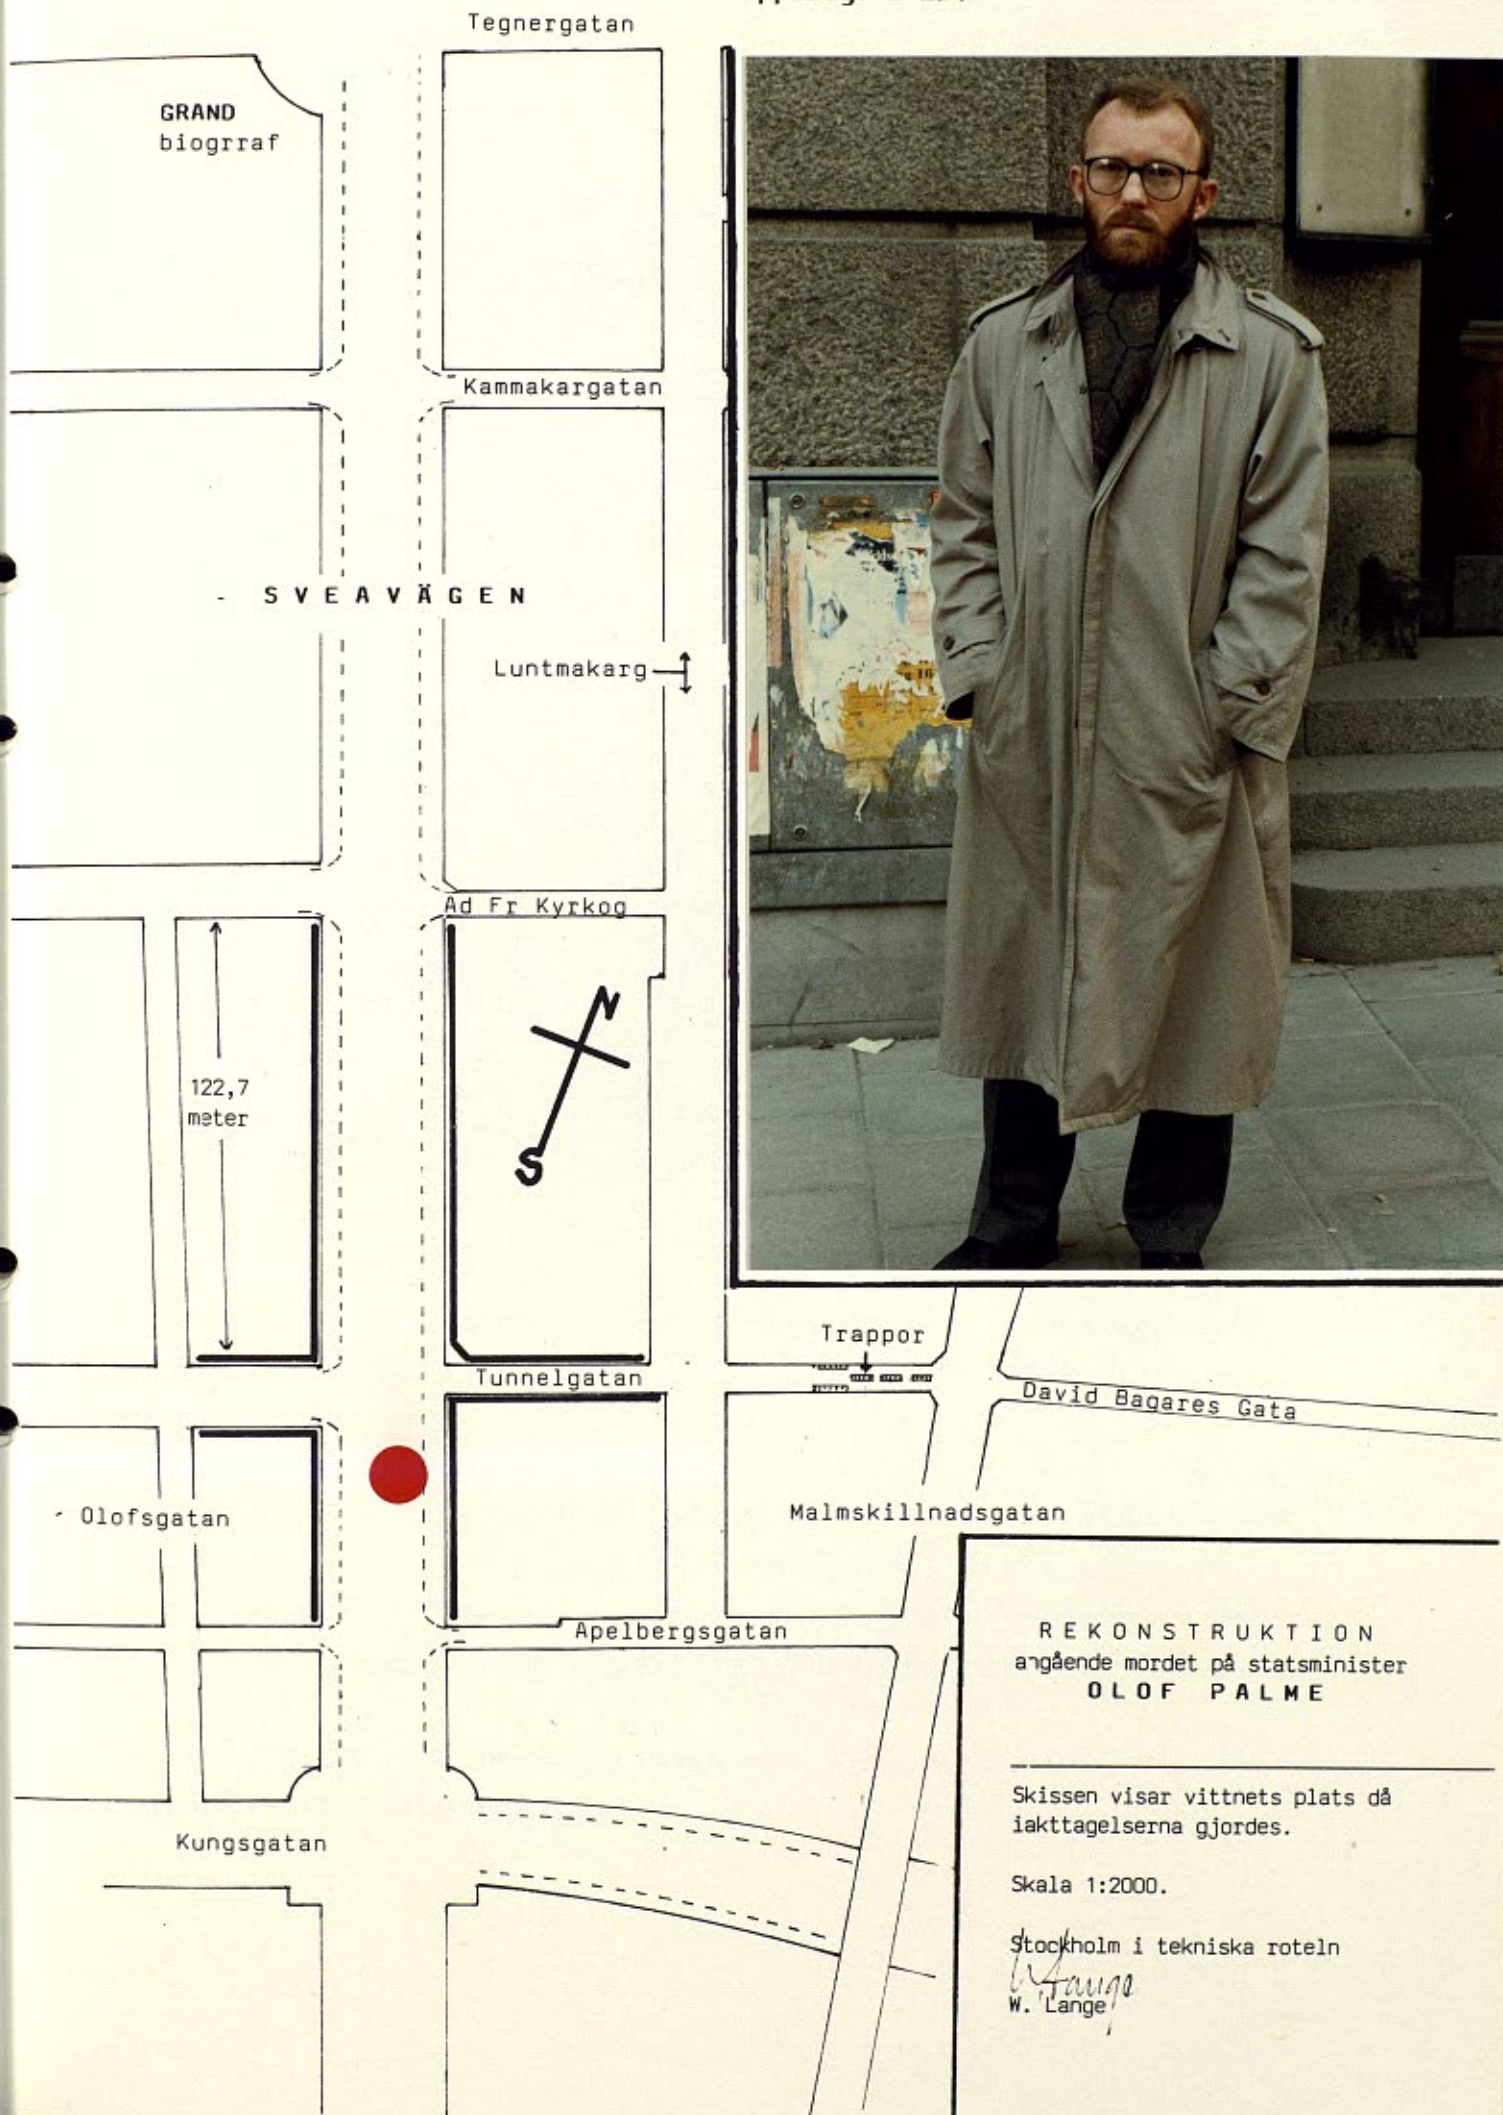 Tegnergatan
GRAND
biogrraf
Kammakargatan
SVEAVÄGEN
Luntmakarg
Ad Fr Kyrkog
N
S
122,7
meter
Trappor
Tunnelgatan
David Bagares Gata
Olofsgatan
Malmskillnadsgatan
Apelbergsgatan
Kungsgatan
REKONSTRUKTION
angående mordet på statsminister
OLOF PALME
Skissen visar vittnets plats då
iakttagelserna gjordes.
Skala 1:2000.
Stockholm i tekniska roteln
W. Lange